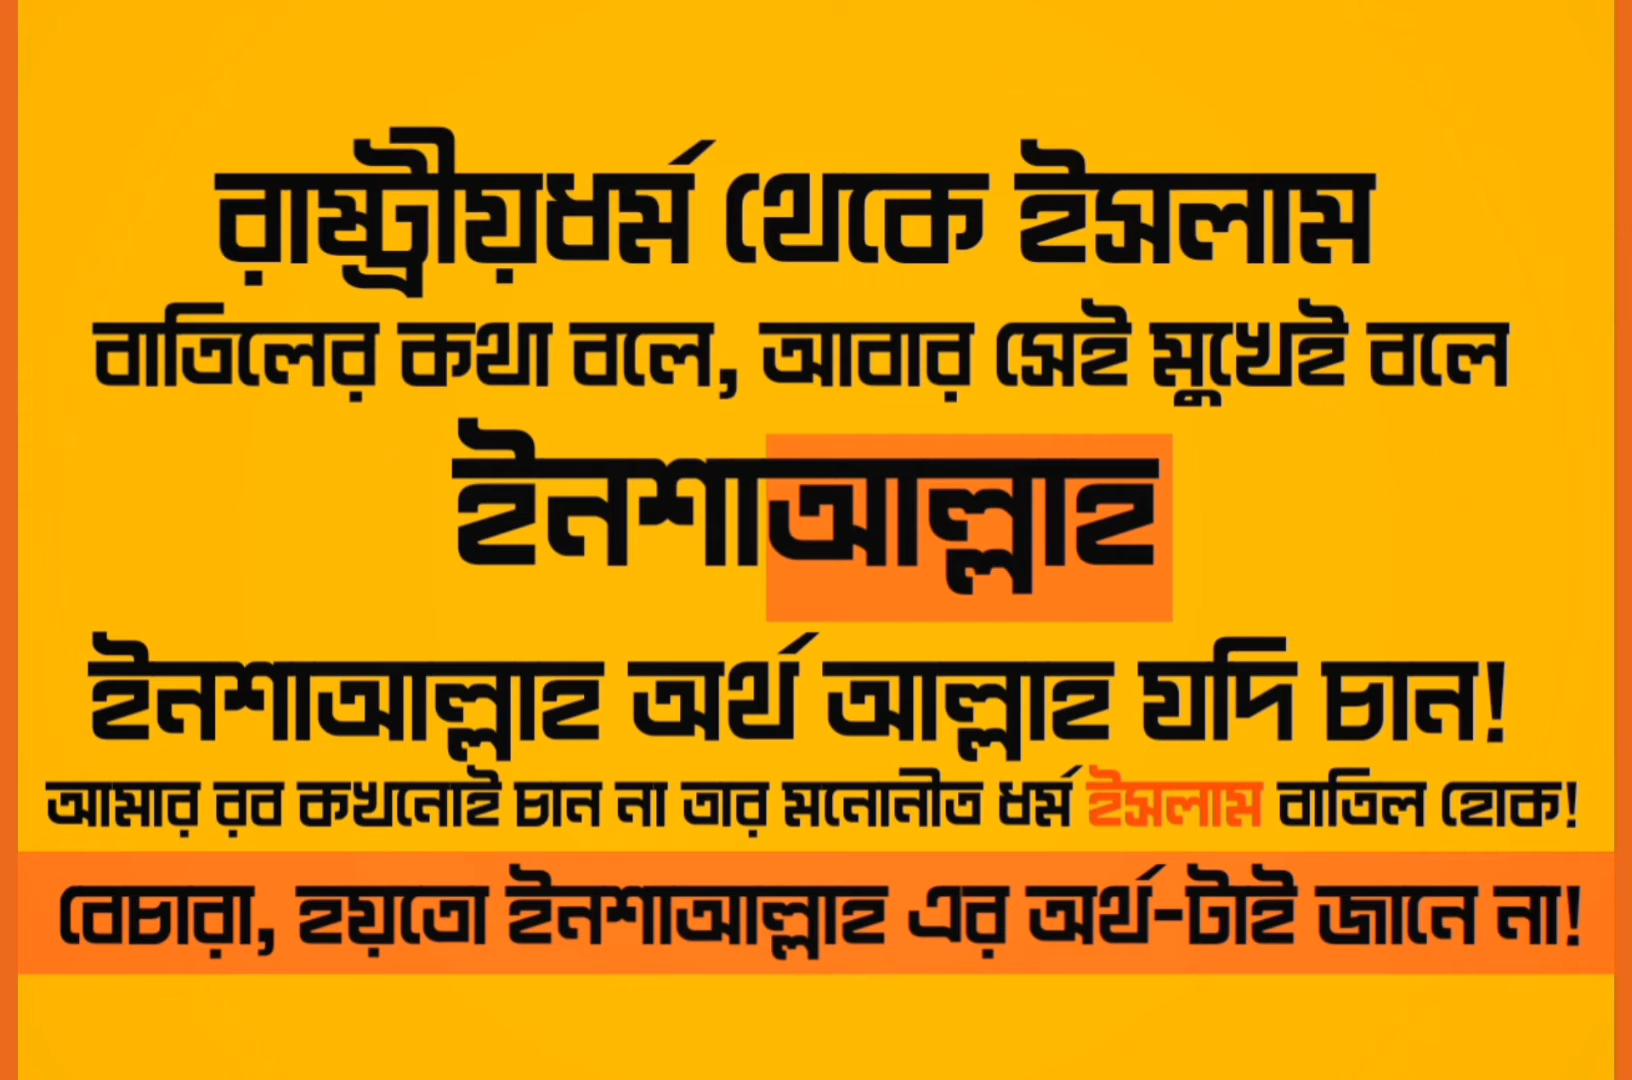 রাষ্ট্রীয়ধর্ম থেকে ইসলাম
বাতিলের কথা বলে, আবার সেই মুখেই বলে
ইনশাআল্লাহ
ইনশাআল্লাহ অর্থ আল্লাহ যদি চান!
আমার রব কখনোই চান না তার মনোনীত ধর্ম ইসলাম বাতিল হোক!
বেচারা, হয়তো ইনশাআল্লাহ এর অর্থ-টাই জানে না!